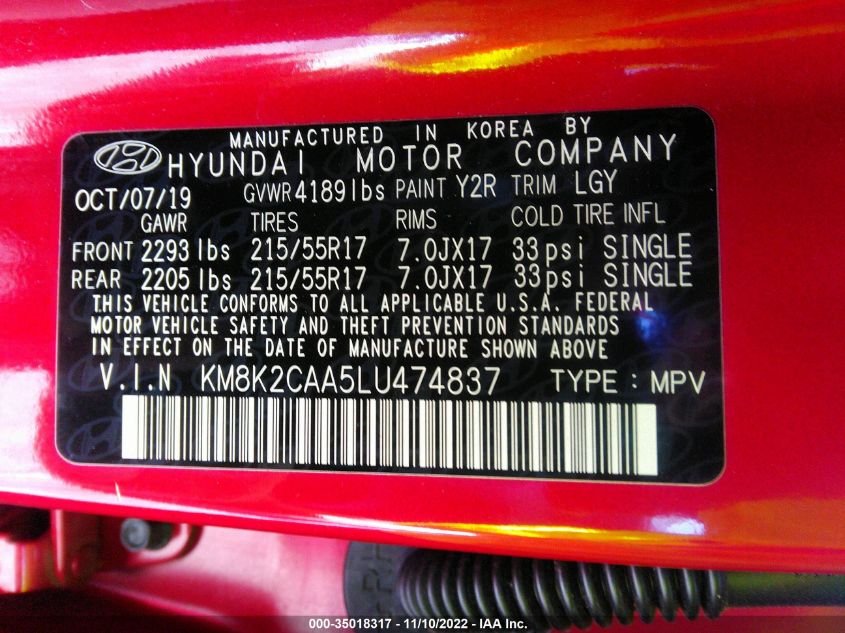 MANUFACTURED IN KOREA BY
HYUNDAI MOTOR COMPANY
OCT/07/19 GVWR 4189 lbs PAINT Y2R TRIM LGY
GAWR TIRES RIMS COLD TIRE INFL
FRONT 2293 lbs 215/55R17 7.0JX17 33psi SINGLE
REAR 2205 lbs 215/55R17 7.0JX17 33psi SINGLE
THIS VEHICLE CONFORMS TO ALL APPLICABLE U.S.A. FEDERAL
MOTOR VEHICLE SAFETY AND THEFT PREVENTION STANDARDS
IN EFFECT ON THE DATE OF MANUFACTURE SHOWN ABOVE
V.I.N KM8K2CAA5LU474837 TYPE : MPV
000-35018317 - 11/10/2022 - IAA Inc.